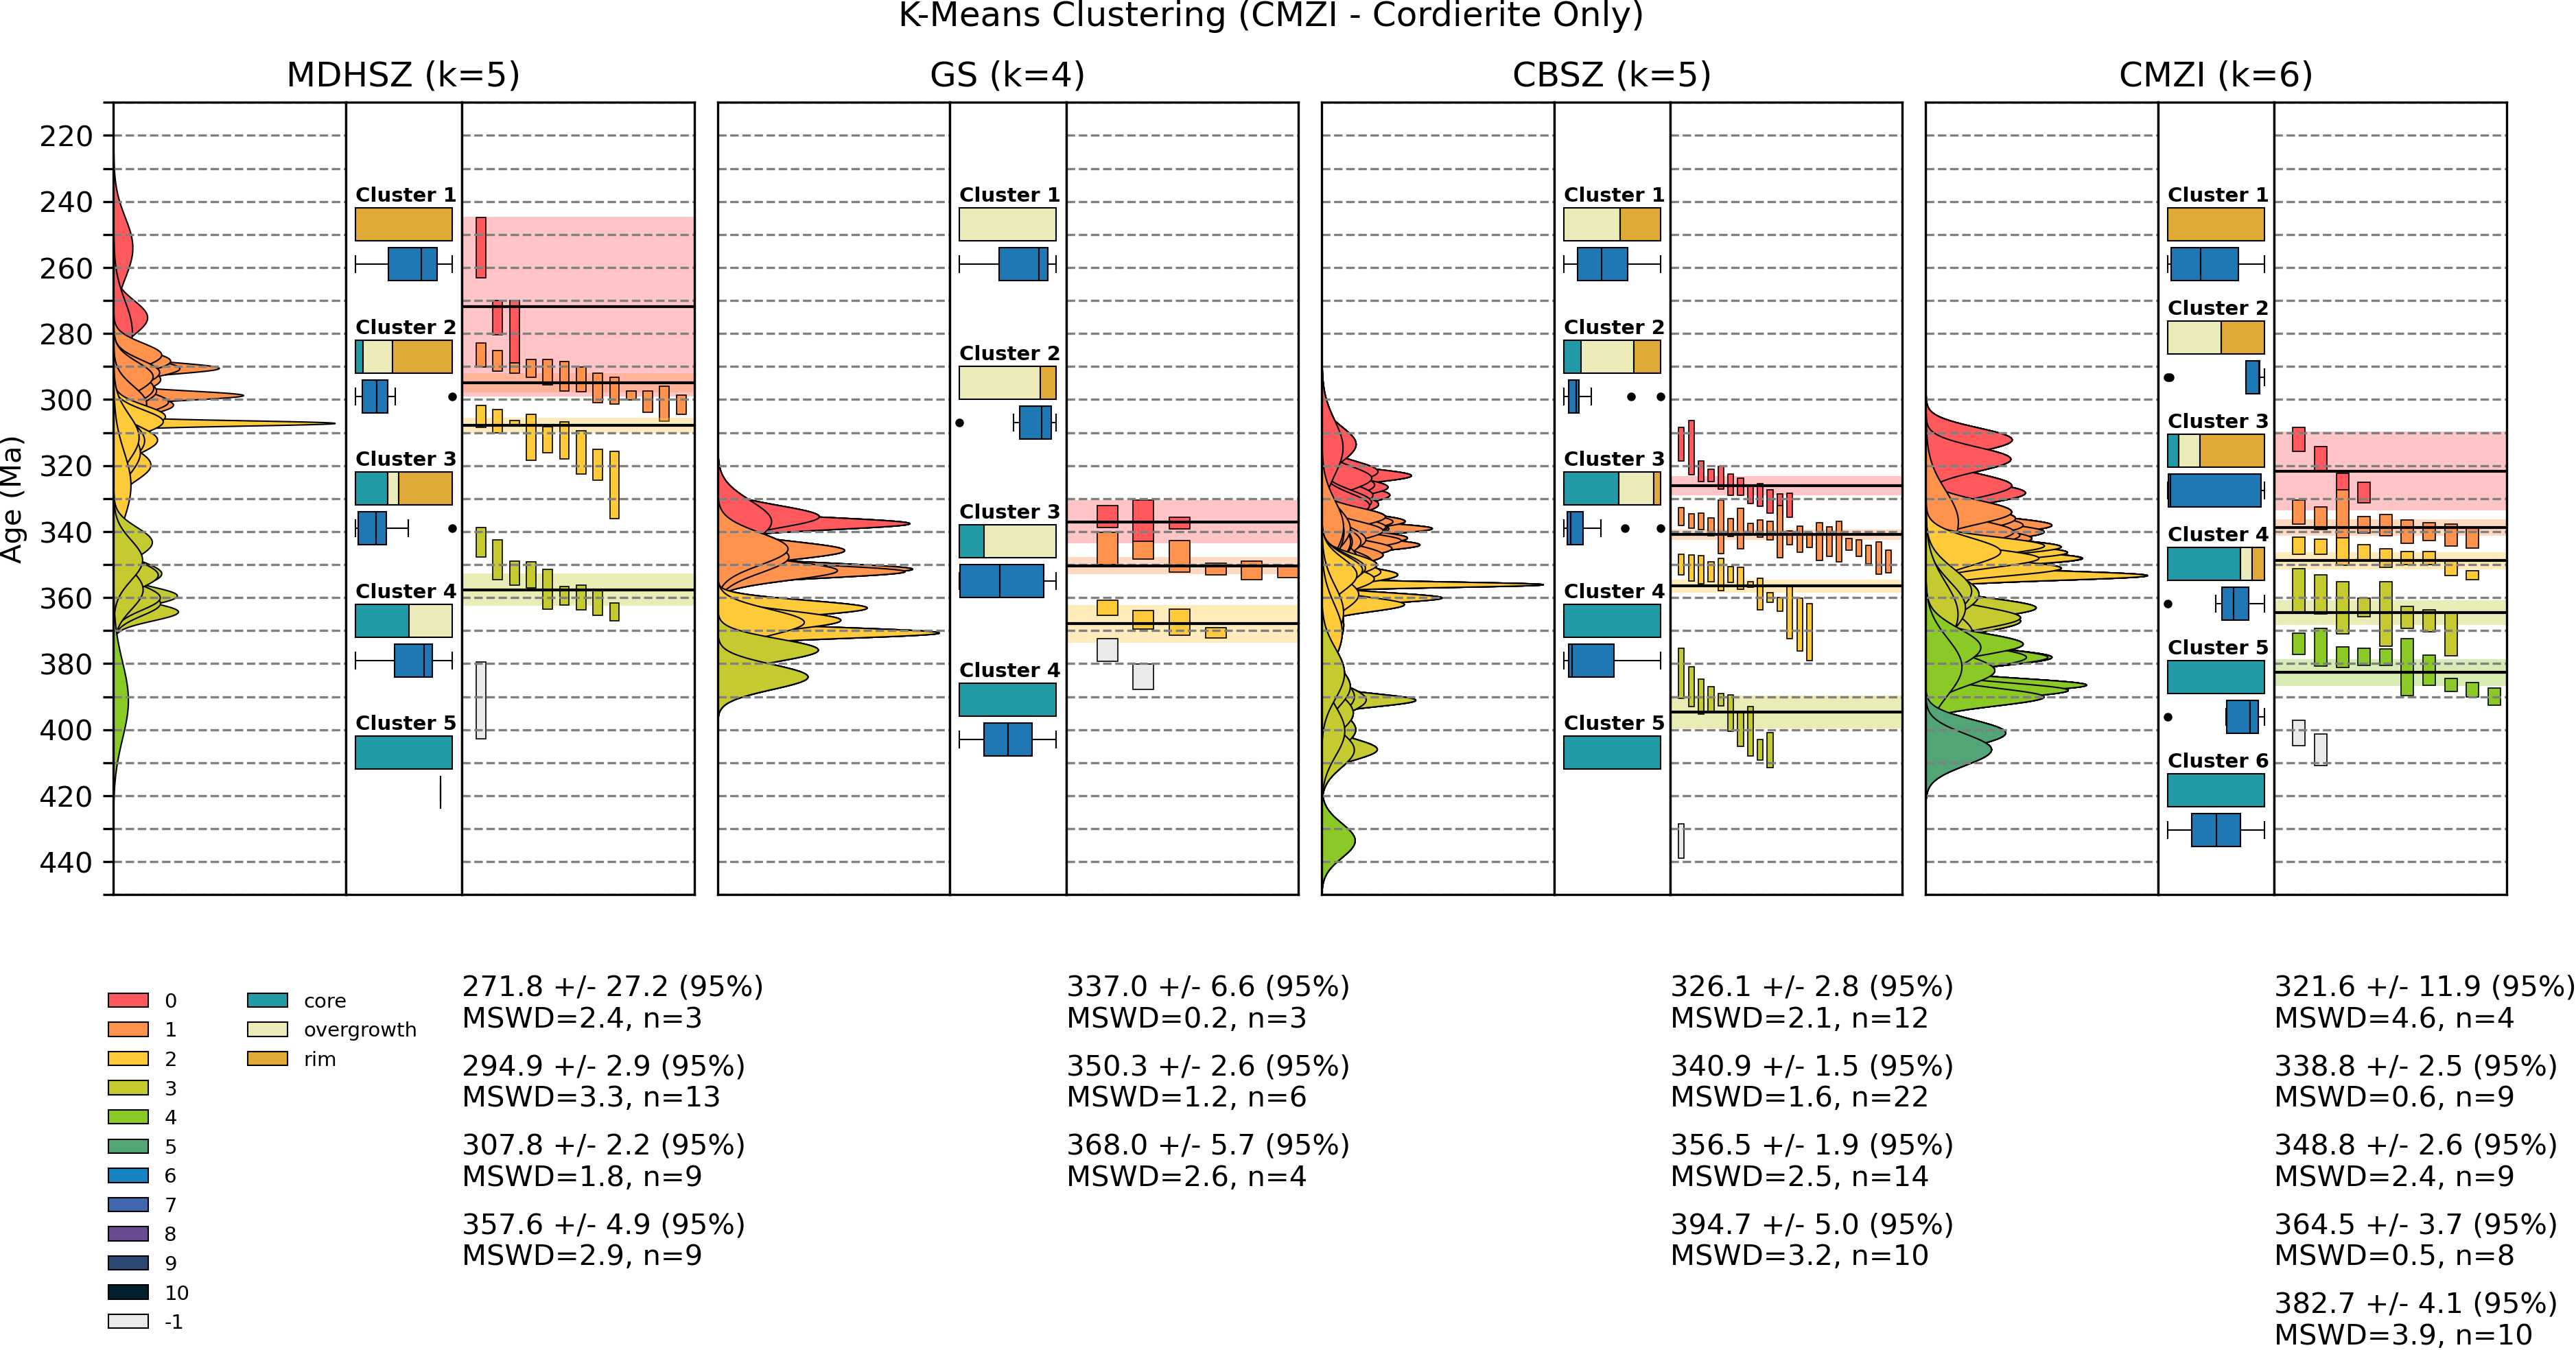 K-Means Clustering (CMZI - Cordierite Only)
MDHSZ (k=5)
GS (k=4)
CBSZ (k=5)
CMZI (k=6)
Age (Ma)
220
240
260
280
300
320
340
360
380
400
420
440
Cluster 1
Cluster 2
Cluster 3
Cluster 4
Cluster 5
Cluster 1
Cluster 2
Cluster 3
Cluster 4
Cluster 1
Cluster 2
Cluster 3
Cluster 4
Cluster 5
Cluster 1
Cluster 2
Cluster 3
Cluster 4
Cluster 5
Cluster 6
0
1
2
3
4
5
6
7
8
9
10
-1
core
overgrowth
rim
271.8 +/- 27.2 (95%)
MSWD=2.4, n=3
294.9 +/- 2.9 (95%)
MSWD=3.3, n=13
307.8 +/- 2.2 (95%)
MSWD=1.8, n=9
357.6 +/- 4.9 (95%)
MSWD=2.9, n=9
337.0 +/- 6.6 (95%)
MSWD=0.2, n=3
350.3 +/- 2.6 (95%)
MSWD=1.2, n=6
368.0 +/- 5.7 (95%)
MSWD=2.6, n=4
326.1 +/- 2.8 (95%)
MSWD=2.1, n=12
340.9 +/- 1.5 (95%)
MSWD=1.6, n=22
356.5 +/- 1.9 (95%)
MSWD=2.5, n=14
394.7 +/- 5.0 (95%)
MSWD=3.2, n=10
321.6 +/- 11.9 (95%)
MSWD=4.6, n=4
338.8 +/- 2.5 (95%)
MSWD=0.6, n=9
348.8 +/- 2.6 (95%)
MSWD=2.4, n=9
364.5 +/- 3.7 (95%)
MSWD=0.5, n=8
382.7 +/- 4.1 (95%)
MSWD=3.9, n=10